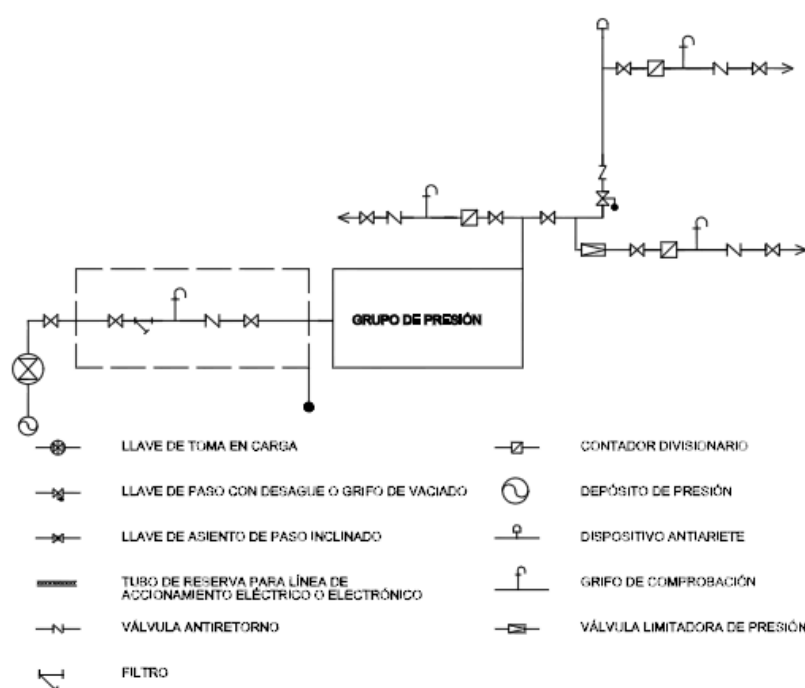 GRUPO DE PRESIÓN
LLAVE DE TOMA EN CARGA
LLAVE DE PASO CON DESAGUE O GRIFO DE VACIADO
LLAVE DE ASIENTO DE PASO INCLINADO
TUBO DE RESERVA PARA LÍNEA DE
ACCIONAMIENTO ELÉCTRICO O ELECTRÓNICO
VÁLVULA ANTIRETORNO
FILTRO
CONTADOR DIVISIONARIO
DEPÓSITO DE PRESIÓN
DISPOSITIVO ANTIARIETE
GRIFO DE COMPROBACIÓN
VÁLVULA LIMITADORA DE PRESIÓN